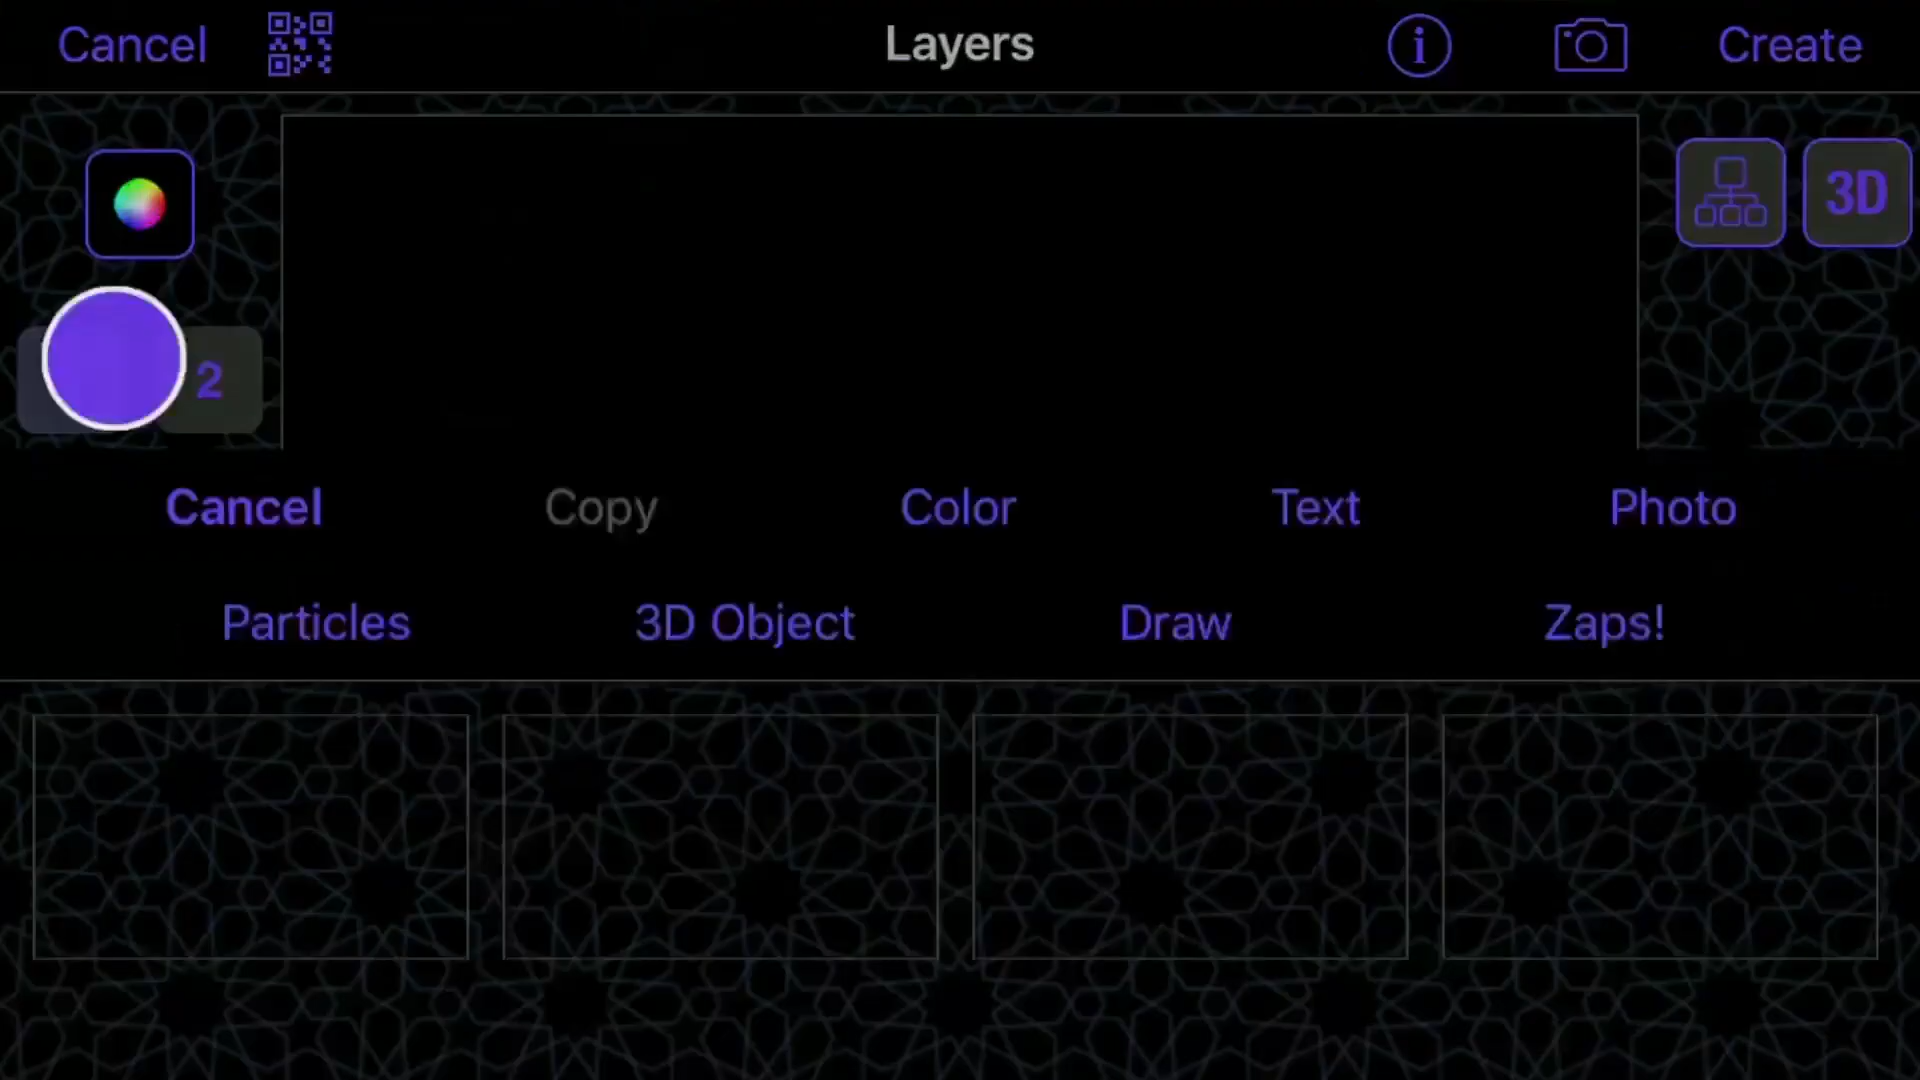 Cancel Layers i Create
3D
2
Cancel Copy Color Text Photo
Particles 3D Object Draw Zaps!